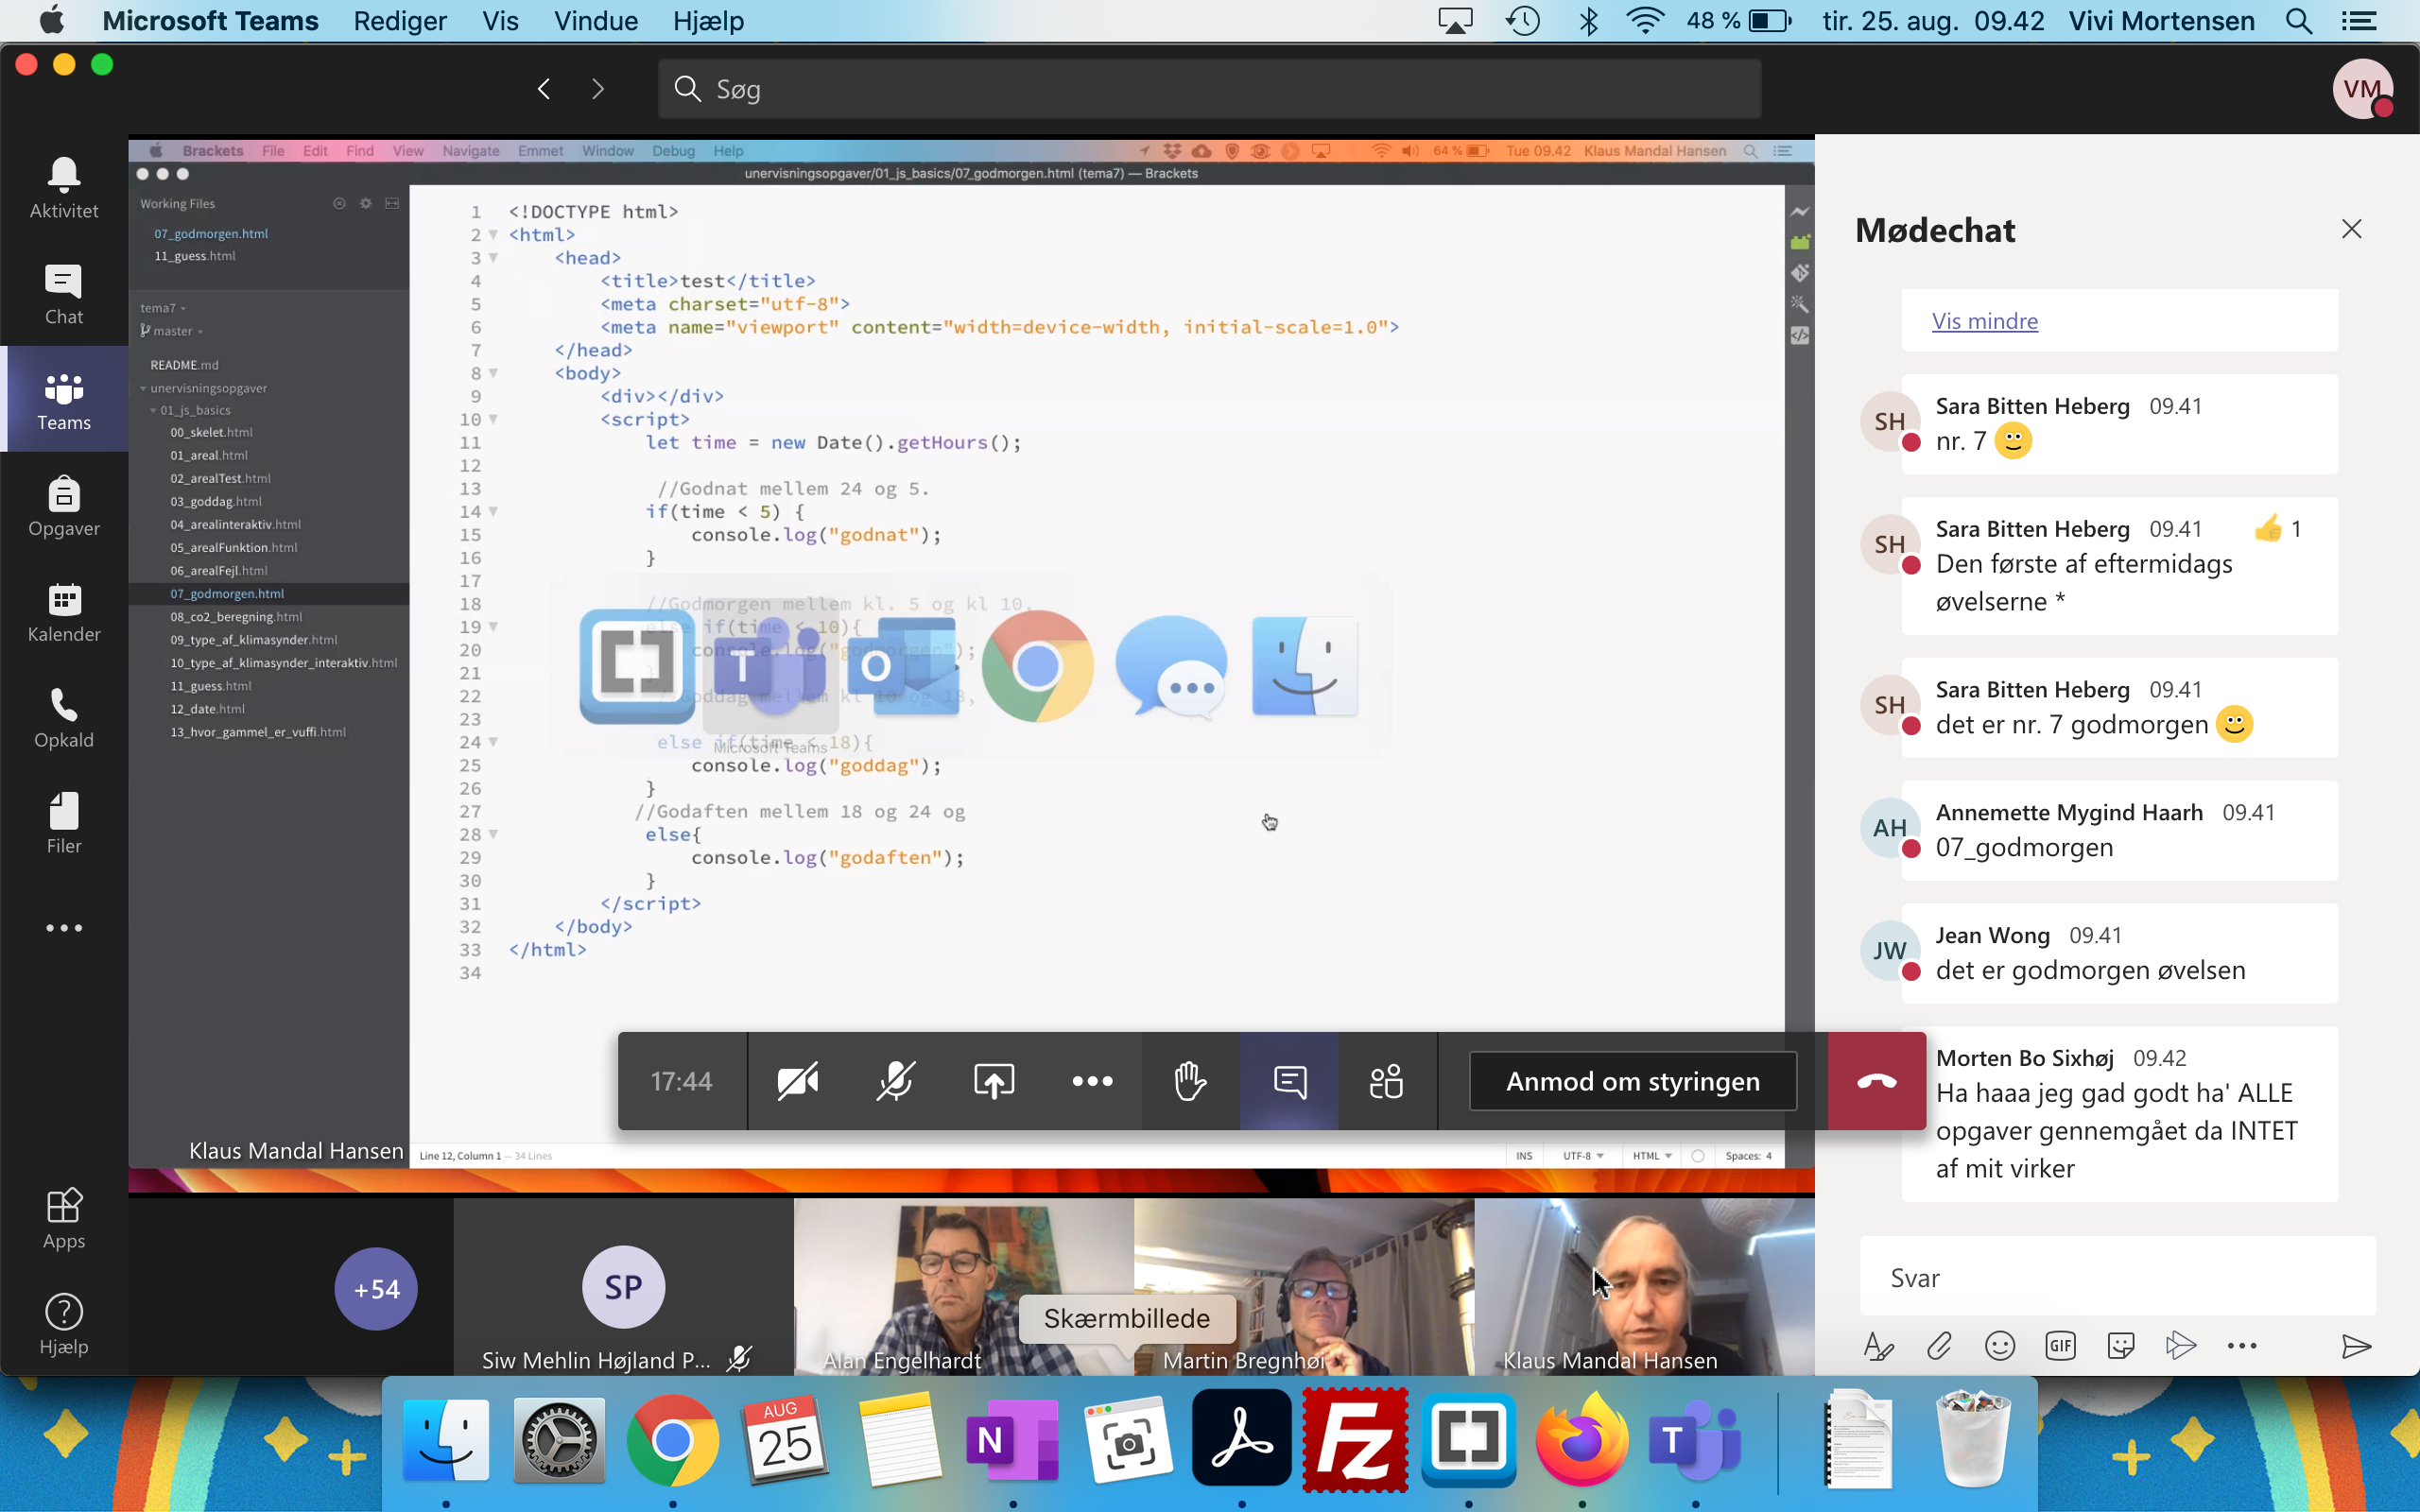 Microsoft Teams Rediger Vis Vindue Hjælp 48 % tir. 25. aug. 09.42 Vivi Mortensen
Søg
VM
Aktivitet
Chat
Teams
Opgaver
Kalender
Opkald
Filer
Apps
Hjælp
Brackets File Edit Find View Navigate Emmet Window Debug Help 64 % Tue 09.42 Klaus Mandal Hansen
unervisningsopgaver/01_js_basics/07_godmorgen.html (tema7) — Brackets
Working Files
07_godmorgen.html
11_guess.html
tema7
master
README.md
unervisningsopgaver
01_js_basics
00_skelet.html
01_areal.html
02_arealTest.html
03_goddag.html
04_arealinteraktiv.html
05_arealFunktion.html
06_arealFejl.html
07_godmorgen.html
08_co2_beregning.html
09_type_af_klimasynder.html
10_type_af_klimasynder_interaktiv.html
11_guess.html
12_date.html
13_hvor_gammel_er_vuffi.html
1 <!DOCTYPE html>
2 <html>
3 <head>
4 <title>test</title>
5 <meta charset="utf-8">
6 <meta name="viewport" content="width=device-width, initial-scale=1.0">
7 </head>
8 <body>
9 <div></div>
10 <script>
11 let time = new Date().getHours();
12
13 //Godnat mellem 24 og 5.
14 if(time < 5) {
15 console.log("godnat");
16 }
17
18 //Godmorgen mellem kl. 5 og kl 10,
19 else if(time < 10){
20 console.log("godmorgen");
21 }
22 //Goddag mellem kl 10 og 18,
23
24 else if(time < 18){
Microsoft Teams
25 console.log("goddag");
26 }
27 //Godaften mellem 18 og 24 og
28 else{
29 console.log("godaften");
30 }
31 </script>
32 </body>
33 </html>
34
17:44
Anmod om styringen
Klaus Mandal Hansen
Line 12, Column 1 — 34 Lines
INS UTF-8 HTML Spaces: 4
+54
SP
Siw Mehlin Højland P...
Alan Engelhardt
Skærmbillede
Martin Bregnhøi
Klaus Mandal Hansen
Mødechat
Vis mindre
SH
Sara Bitten Heberg 09.41
nr. 7
SH
Sara Bitten Heberg 09.41 1
Den første af eftermidags
øvelserne *
SH
Sara Bitten Heberg 09.41
det er nr. 7 godmorgen
AH
Annemette Mygind Haarh 09.41
07_godmorgen
JW
Jean Wong 09.41
det er godmorgen øvelsen
Morten Bo Sixhøj 09.42
Ha haaa jeg gad godt ha' ALLE
opgaver gennemgået da INTET
af mit virker
Svar
GIF
AUG
25
N
Fz
T